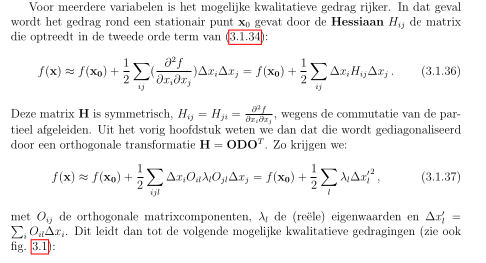 Voor meerdere variabelen is het mogelijke kwalitatieve gedrag rijker. In dat geval
wordt het gedrag rond een stationair punt x₀ gevat door de Hessiaan Hᵢⱼ de matrix
die optreedt in de tweede orde term van (3.1.34):
f(x) ≈ f(x₀) + 1/2 ∑ᵢⱼ (∂²f/∂xᵢ∂xⱼ)ΔxᵢΔxⱼ = f(x₀) + 1/2 ∑ᵢⱼ ΔxᵢHᵢⱼΔxⱼ . (3.1.36)
Deze matrix H is symmetrisch, Hᵢⱼ = Hⱼᵢ = ∂²f/∂xᵢ∂xⱼ, wegens de commutatie van de par-
tieel afgeleiden. Uit het vorig hoofdstuk weten we dan dat die wordt gediagonaliseerd
door een orthogonale transformatie H = ODOᵀ. Zo krijgen we:
f(x) ≈ f(x₀) + 1/2 ∑ᵢⱼₗ ΔxᵢOᵢₗλₗOⱼₗΔxⱼ = f(x₀) + 1/2 ∑ₗ λₗΔx′ₗ² , (3.1.37)
met Oᵢⱼ de orthogonale matrixcomponenten, λₗ de (reële) eigenwaarden en Δx′ₗ =
∑ᵢ OᵢₗΔxᵢ. Dit leidt dan tot de volgende mogelijke kwalitatieve gedragingen (zie ook
fig. 3.1):